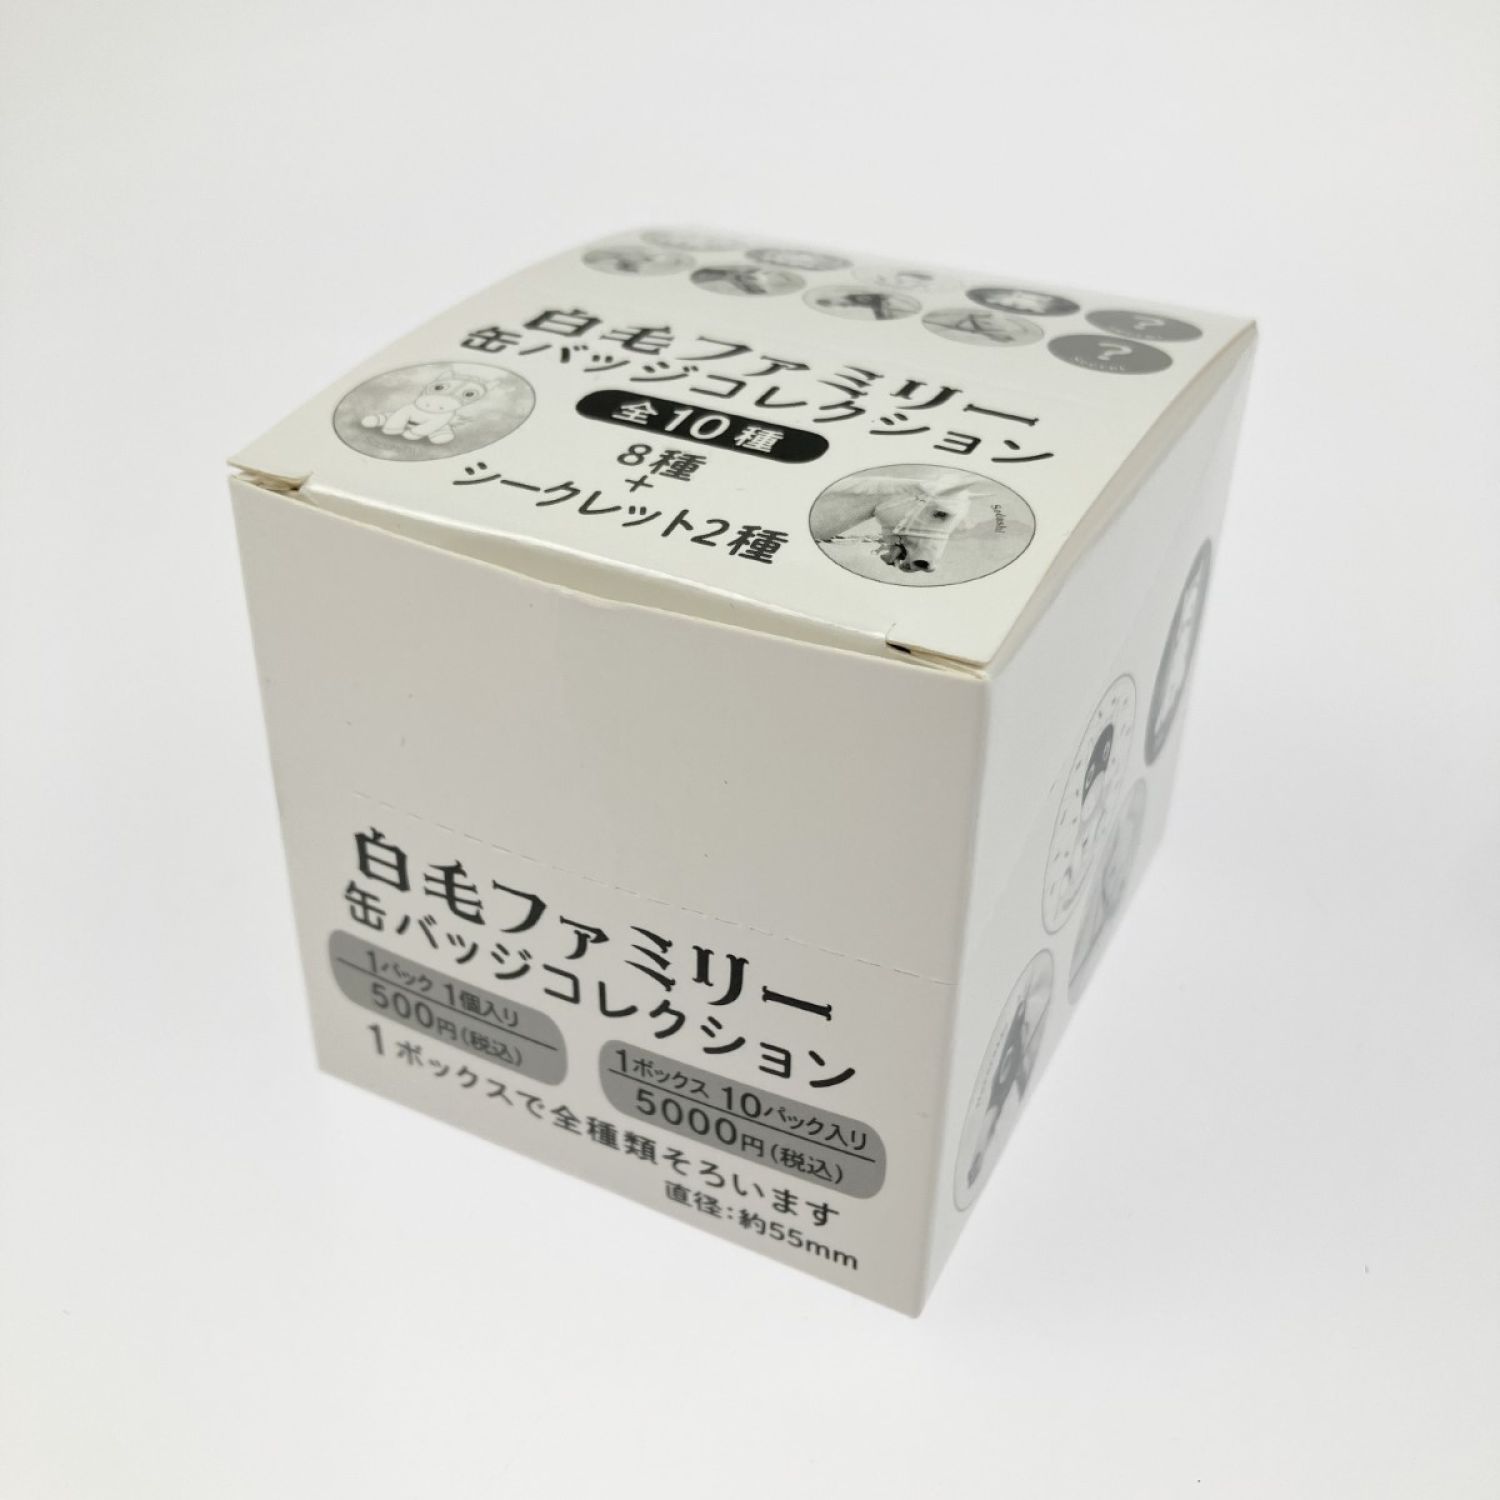 ?
?
Secret
白毛ファミリー
缶バッジコレクション
全10種
8種
+
シークレット2種
Sodashi
白毛ファミリー
缶バッジコレクション
1パック 1個入り
500円(税込)
1ボックス 10パック入り
5000円(税込)
1ボックスで全種類そろいます
直径:約55mm